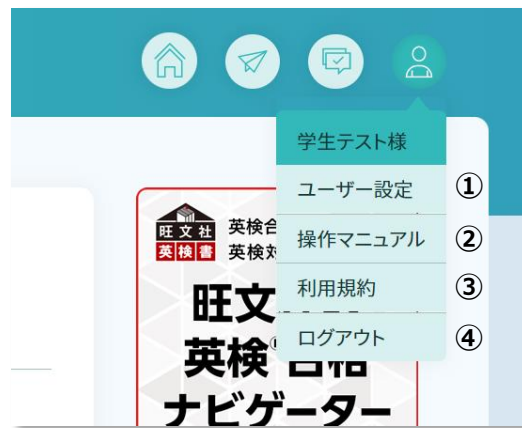 学生テスト様
ユーザー設定 ①
操作マニュアル ②
利用規約 ③
ログアウト ④
旺文社
英検書
英検合
英検対
旺文
英検® 合格
ナビゲーター